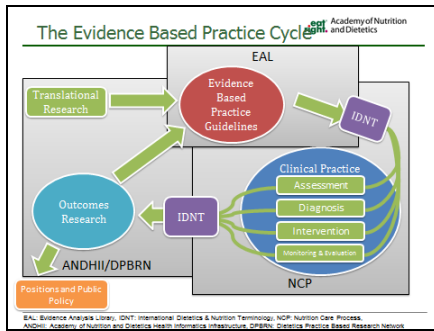 The Evidence Based Practice Cycle
eat right.
Academy of Nutrition
and Dietetics
EAL
Translational
Research
Evidence
Based
Practice
Guidelines
IDNT
Clinical Practice
Assessment
Diagnosis
Intervention
Monitoring & Evaluation
IDNT
Outcomes
Research
ANDHII/DPBRN
NCP
Positions and Public
Policy
EAL: Evidence Analysis Library, IDNT: International Dietetics & Nutrition Terminology, NCP: Nutrition Care Process,
ANDHII: Academy of Nutrition and Dietetics Health Informatics Infrastructure, DPBRN: Dietetics Practice Based Research Network